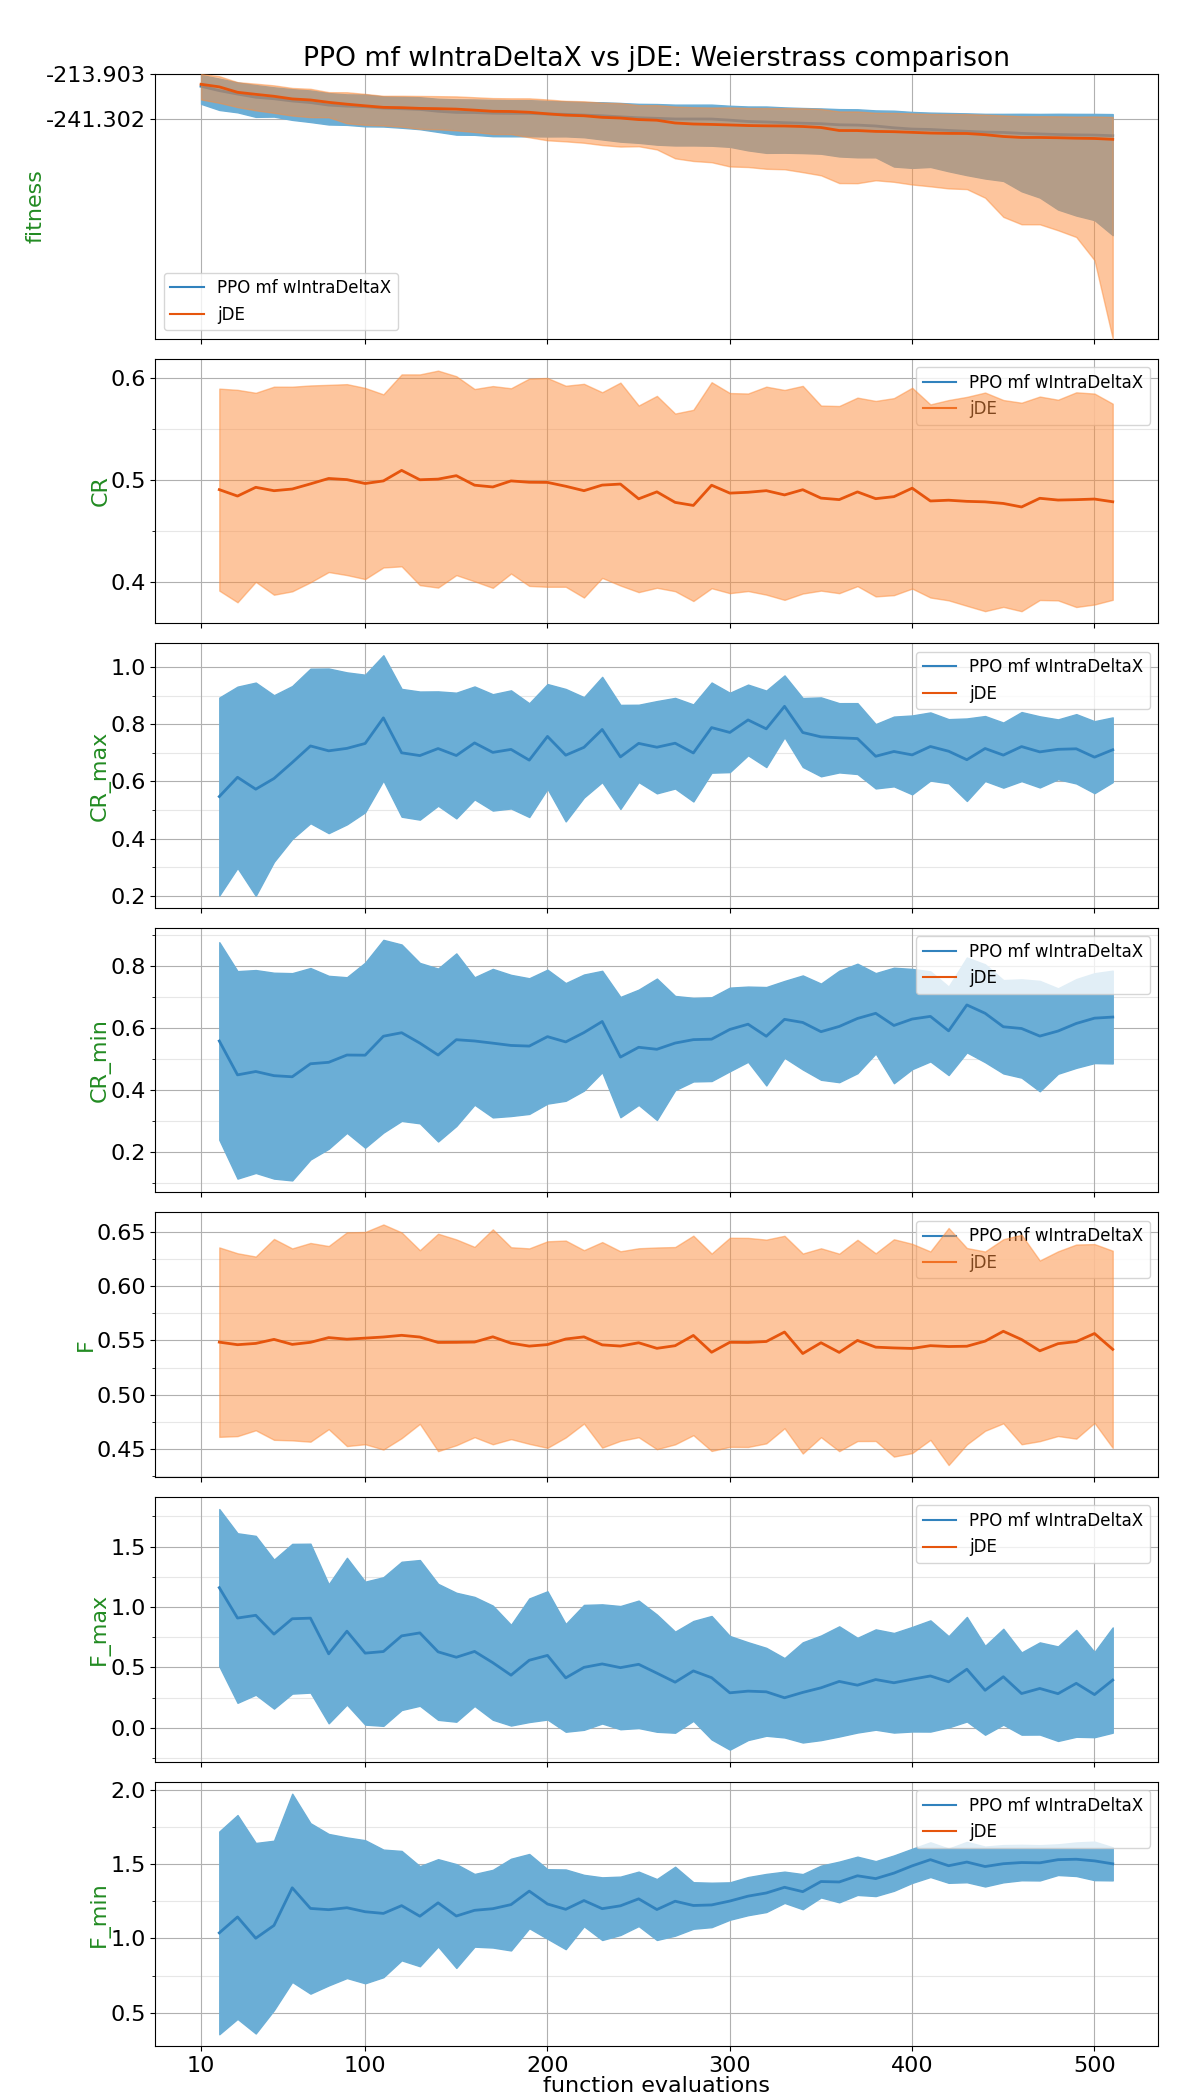 PPO mf wIntraDeltaX vs jDE: Weierstrass comparison
-213.903
-241.302
fitness
PPO mf wIntraDeltaX
jDE
0.6
0.5
0.4
CR
PPO mf wIntraDeltaX
jDE
1.0
0.8
0.6
0.4
0.2
CR_max
PPO mf wIntraDeltaX
jDE
0.8
0.6
0.4
0.2
CR_min
PPO mf wIntraDeltaX
jDE
0.65
0.60
0.55
0.50
0.45
F
PPO mf wIntraDeltaX
jDE
1.5
1.0
0.5
0.0
F_max
PPO mf wIntraDeltaX
jDE
2.0
1.5
1.0
0.5
F_min
PPO mf wIntraDeltaX
jDE
10 100 200 300 400 500
function evaluations